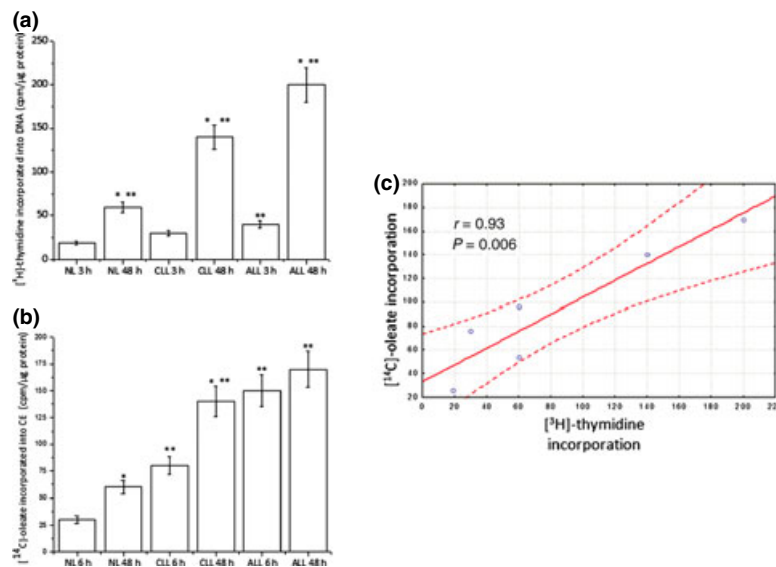 (a)
[³H]-thymidine incorporated into DNA (cpm/µg protein)
250
200
150
100
50
0
* **
* **
**
* **
NL 3 h
NL 48 h
CLL 3 h
CLL 48 h
ALL 3 h
ALL 48 h
(b)
[¹⁴C]-oleate incorporated into CE (cpm/µg protein)
200
175
150
125
100
75
50
25
0
*
**
* **
**
**
NL 6 h
NL 48 h
CLL 6 h
CLL 48 h
ALL 6 h
ALL 48 h
(c)
[¹⁴C]-oleate incorporation
200
180
160
140
120
100
80
60
40
20
r = 0.93
P = 0.006
0
20
40
60
80
100
120
140
160
180
200
[³H]-thymidine
incorporation